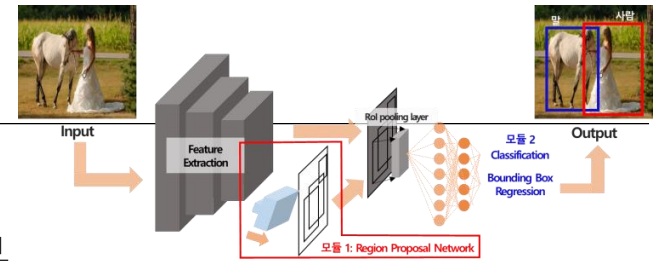 말
사람
Input
Feature
Extraction
RoI pooling layer
모듈 2
Classification
Bounding Box
Regression
Output
모듈 1: Region Proposal Network